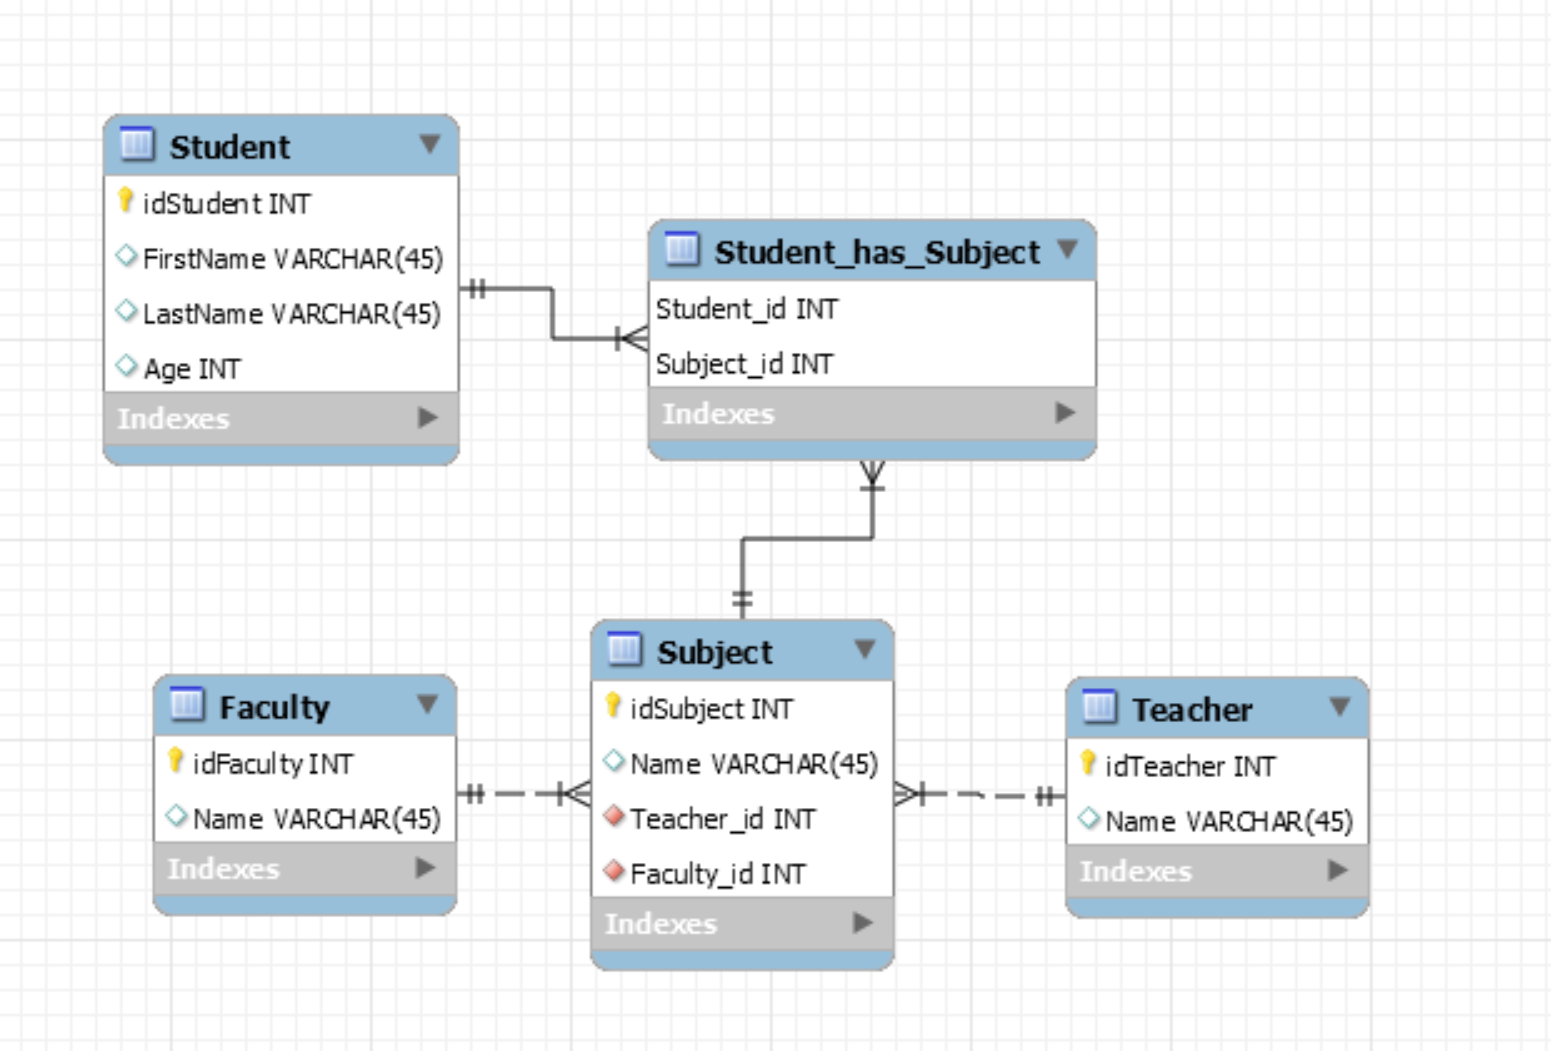 Student
idStudent INT
FirstName VARCHAR(45)
LastName VARCHAR(45)
Age INT
Indexes
Student_has_Subject
Student_id INT
Subject_id INT
Indexes
Faculty
idFaculty INT
Name VARCHAR(45)
Indexes
Subject
idSubject INT
Name VARCHAR(45)
Teacher_id INT
Faculty_id INT
Indexes
Teacher
idTeacher INT
Name VARCHAR(45)
Indexes